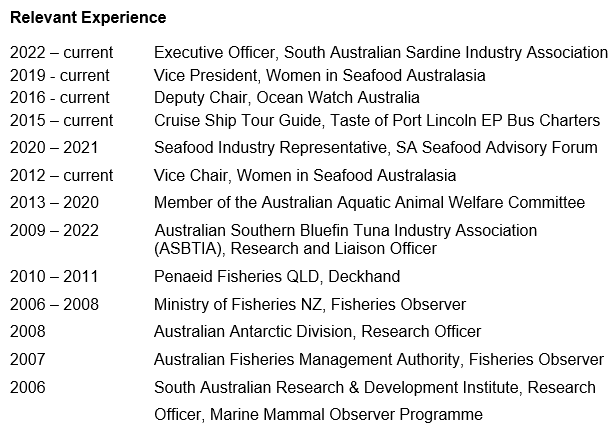 Relevant Experience
2022 – current Executive Officer, South Australian Sardine Industry Association
2019 - current Vice President, Women in Seafood Australasia
2016 - current Deputy Chair, Ocean Watch Australia
2015 – current Cruise Ship Tour Guide, Taste of Port Lincoln EP Bus Charters
2020 – 2021 Seafood Industry Representative, SA Seafood Advisory Forum
2012 – current Vice Chair, Women in Seafood Australasia
2013 – 2020 Member of the Australian Aquatic Animal Welfare Committee
2009 – 2022 Australian Southern Bluefin Tuna Industry Association
(ASBTIA), Research and Liaison Officer
2010 – 2011 Penaeid Fisheries QLD, Deckhand
2006 – 2008 Ministry of Fisheries NZ, Fisheries Observer
2008 Australian Antarctic Division, Research Officer
2007 Australian Fisheries Management Authority, Fisheries Observer
2006 South Australian Research & Development Institute, Research
Officer, Marine Mammal Observer Programme